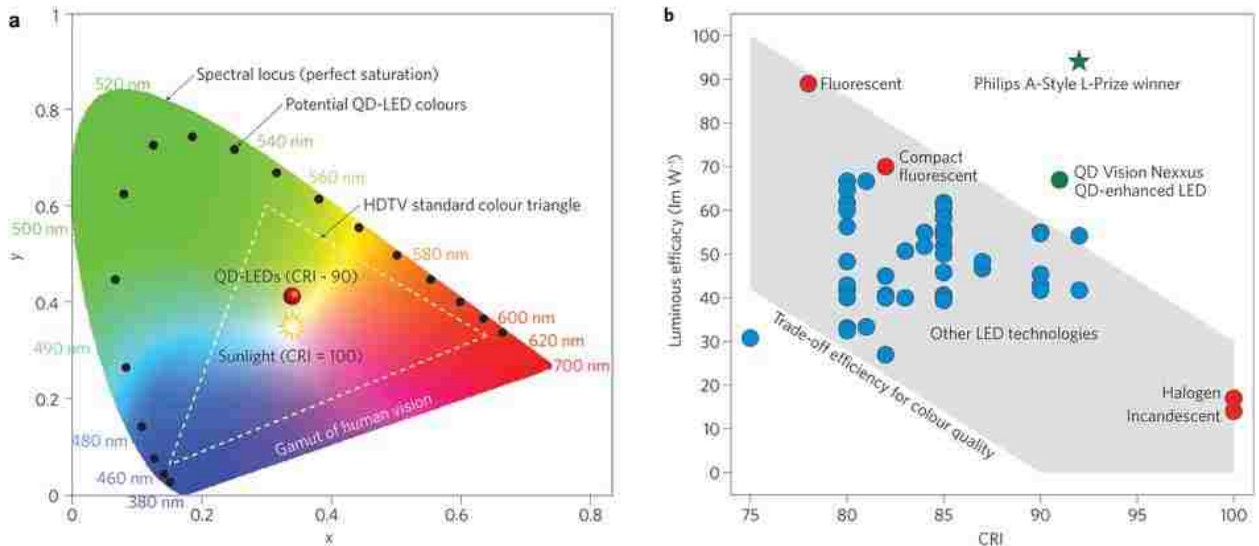 a
1
0.8
0.6
0.4
0.2
0
y
0
0.2
0.4
0.6
0.8
x
520 nm
Spectral locus (perfect saturation)
Potential QD-LED colours
540 nm
560 nm
HDTV standard colour triangle
500 nm
580 nm
QD-LEDs (CRI - 90)
600 nm
620 nm
490 nm
Sunlight (CRI = 100)
700 nm
Gamut of human vision
480 nm
460 nm
380 nm
b
100
90
80
70
60
50
40
30
20
10
0
Luminous efficacy (lm W⁻¹)
75
80
85
90
95
100
CRI
Fluorescent
Philips A-Style L-Prize winner
Compact
fluorescent
QD Vision Nexxus
QD-enhanced LED
Other LED technologies
Trade-off efficiency for colour quality
Halogen
Incandescent